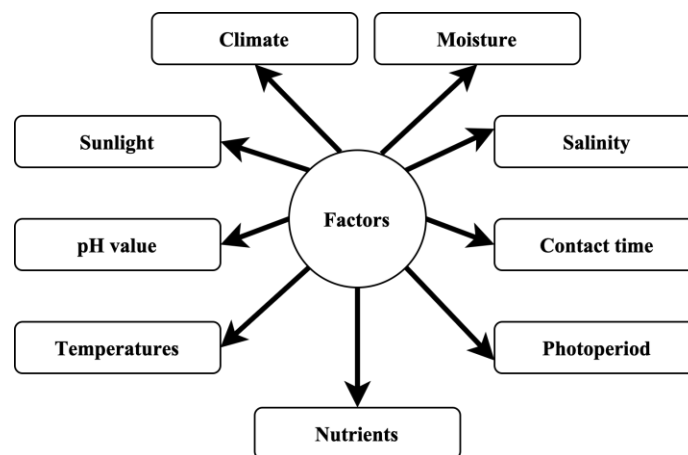 Climate
Moisture
Sunlight
Salinity
Factors
pH value
Contact time
Temperatures
Photoperiod
Nutrients